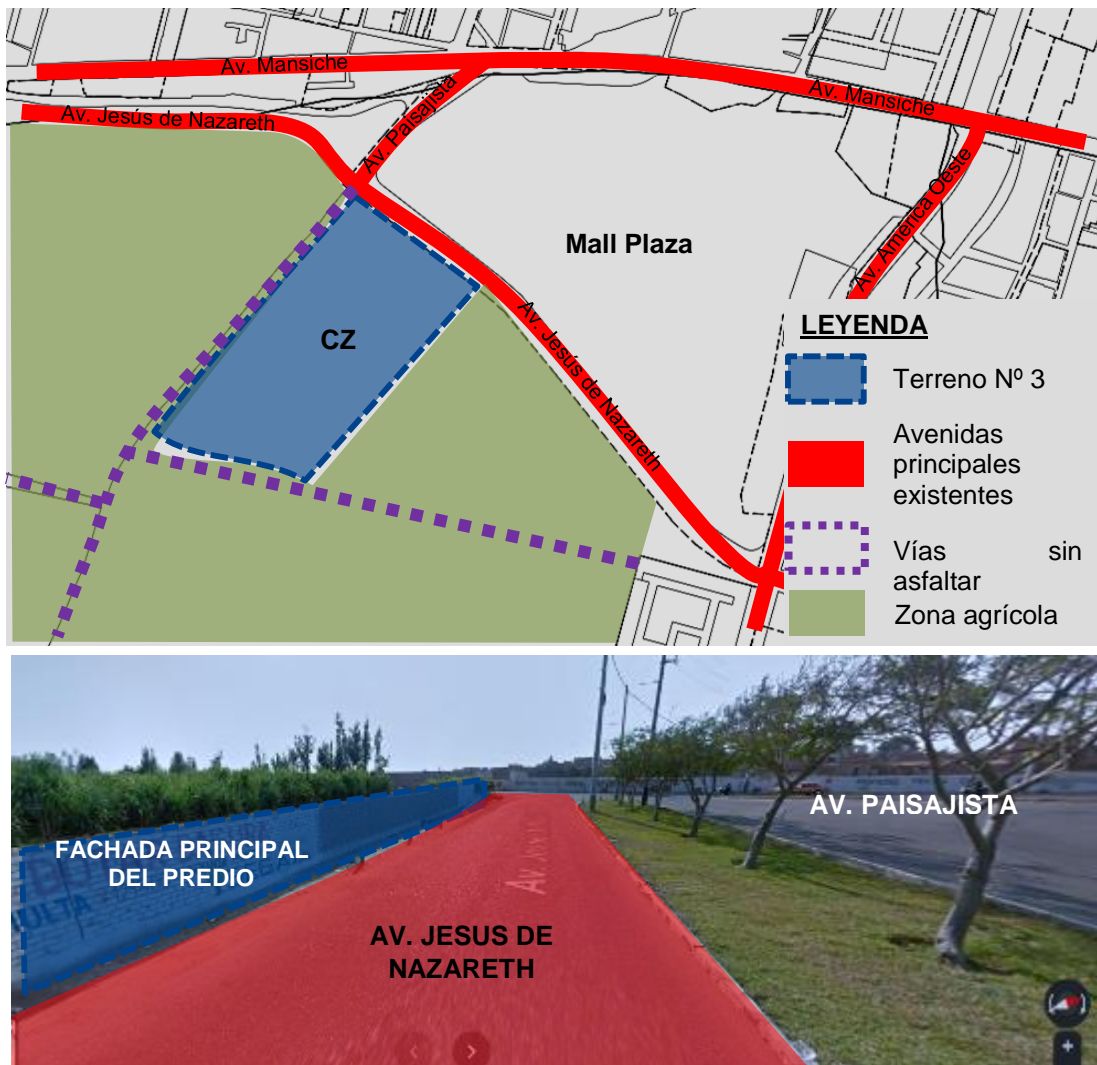 Av. Mansiche
Av. Mansiche
Av. Jesús de Nazareth
Av. Paisajista
Av. América Oeste
Mall Plaza
CZ
Av. Jesús de Nazareth
LEYENDA
Terreno Nº 3
Avenidas
principales
existentes
Vías sin
asfaltar
Zona agrícola
AV. PAISAJISTA
FACHADA PRINCIPAL
DEL PREDIO
AV. JESUS DE
NAZARETH